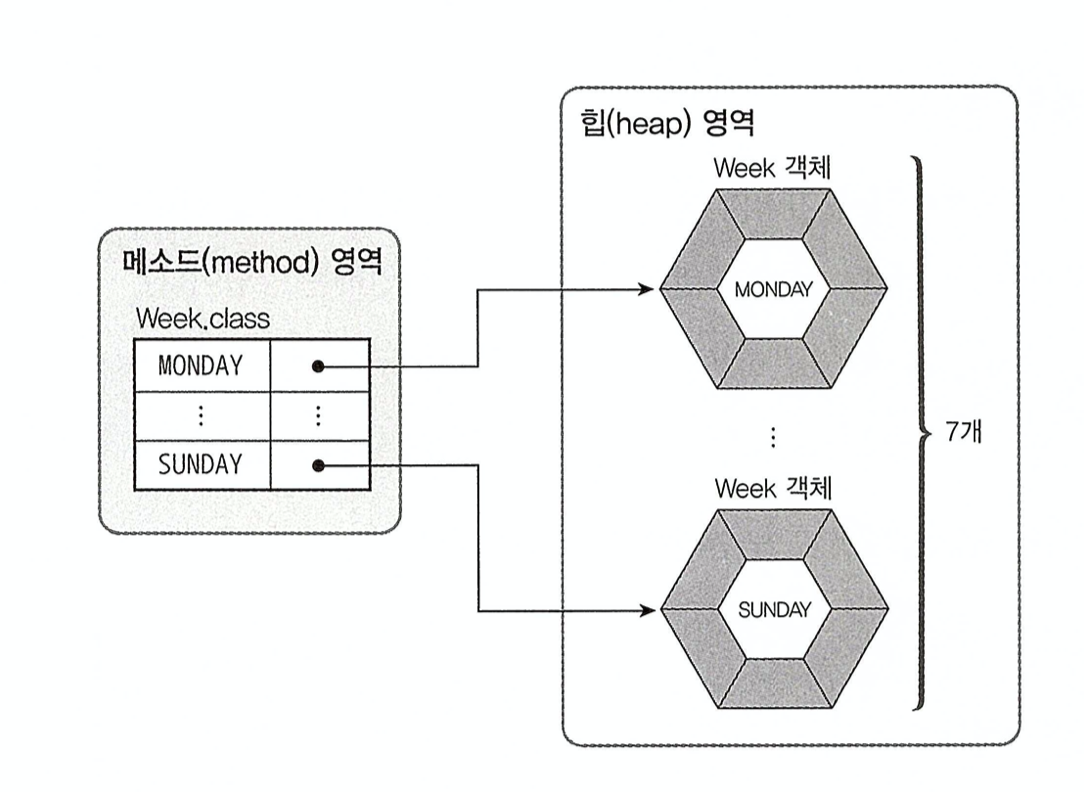 힙(heap) 영역
Week 객체
MONDAY
메소드(method) 영역
Week.class
MONDAY
⋮ ⋮
SUNDAY
⋮
7개
Week 객체
SUNDAY